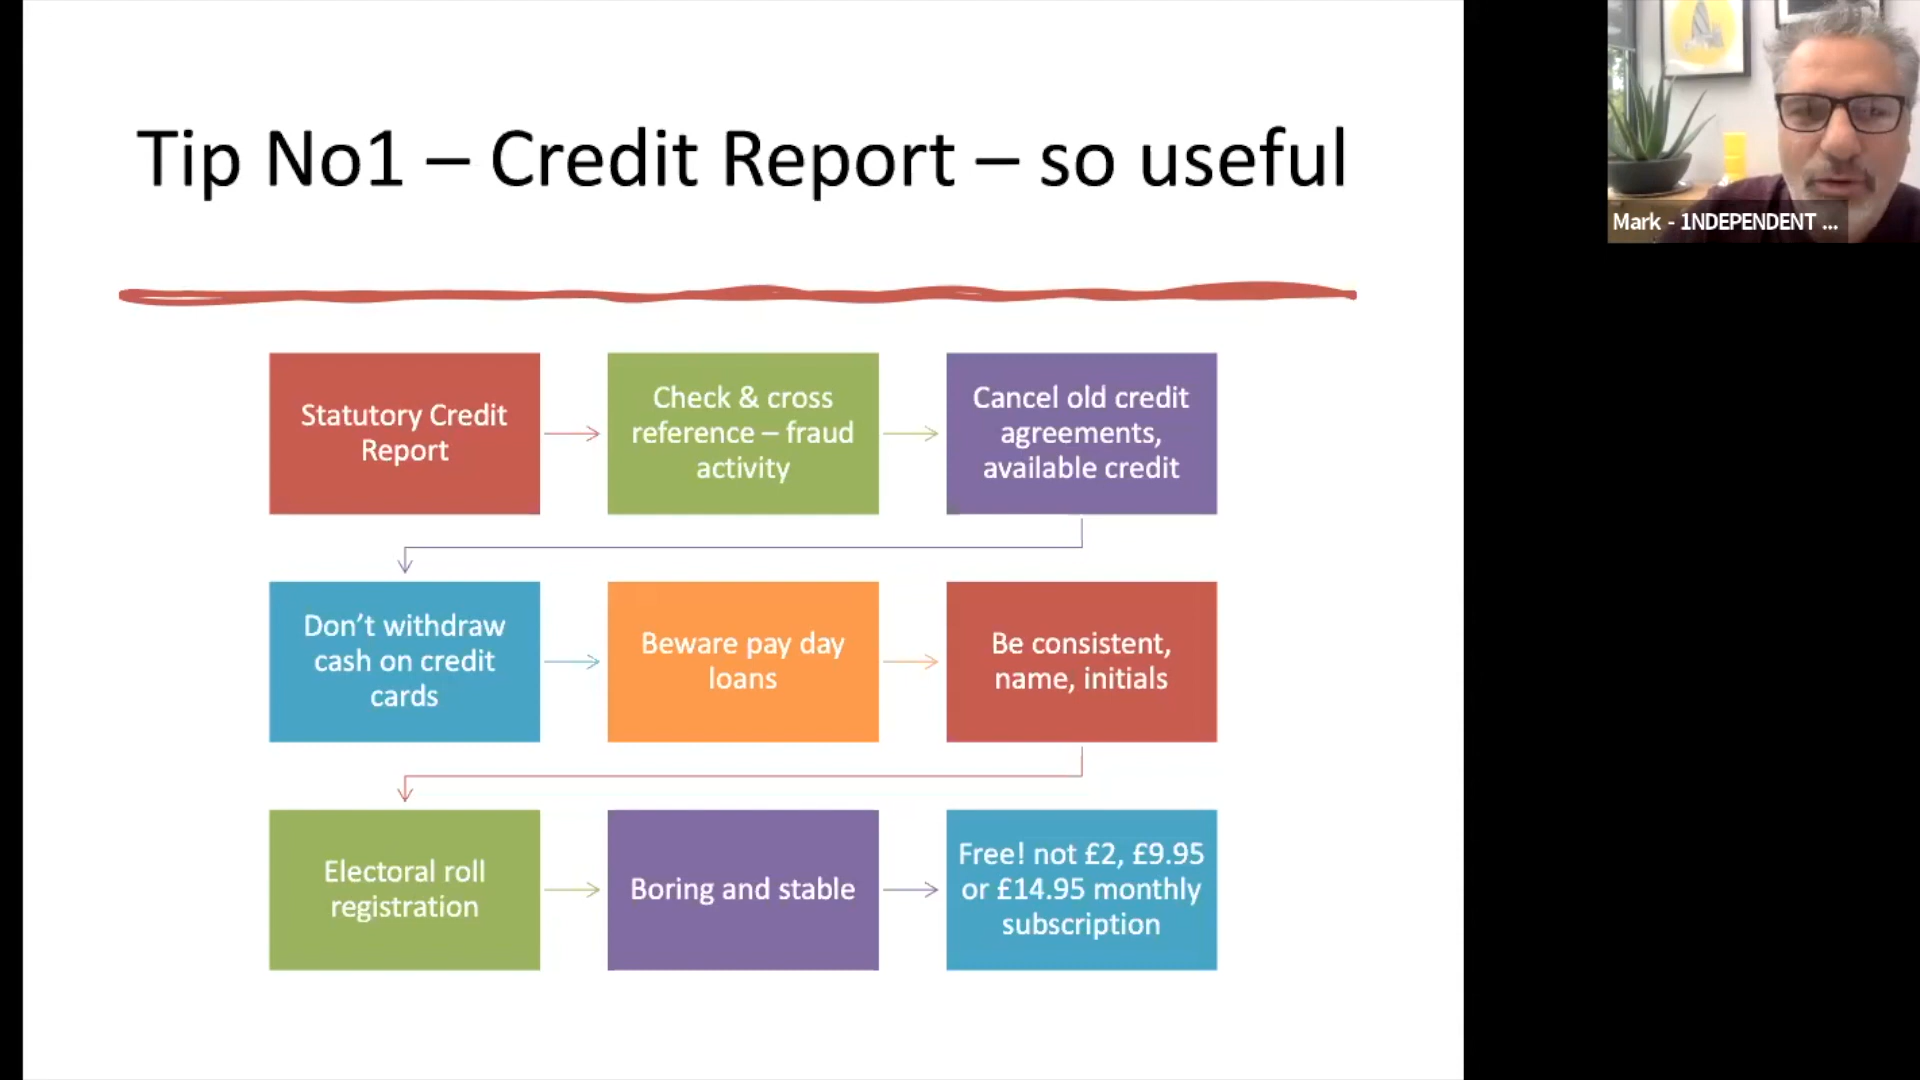 Tip No1 – Credit Report – so useful
Mark - 1NDEPENDENT ...
Statutory Credit
Report
Check & cross
reference – fraud
activity
Cancel old credit
agreements,
available credit
Don’t withdraw
cash on credit
cards
Beware pay day
loans
Be consistent,
name, initials
Electoral roll
registration
Boring and stable
Free! not £2, £9.95
or £14.95 monthly
subscription